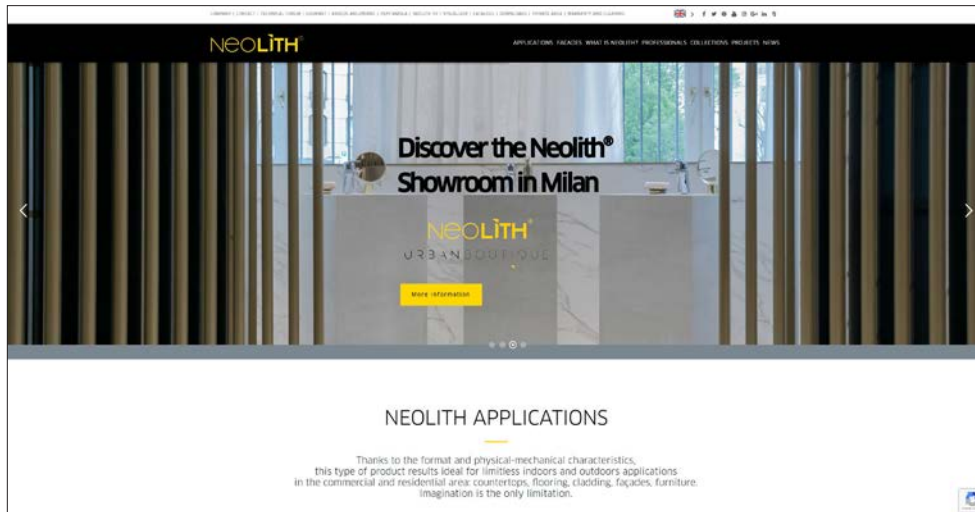 NEOLITH
APPLICATIONS FAÇADES WHAT IS NEOLITH? PROFESSIONALS COLLECTIONS PROJECTS NEWS
Discover the Neolith®
Showroom in Milan
NEOLITH®
URBANBOUTIQUE
More information
NEOLITH APPLICATIONS
Thanks to the format and physical-mechanical characteristics,
this type of product results ideal for limitless indoors and outdoors applications
in the commercial and residential area: countertops, flooring, cladding, façades, furniture.
Imagination is the only limitation.